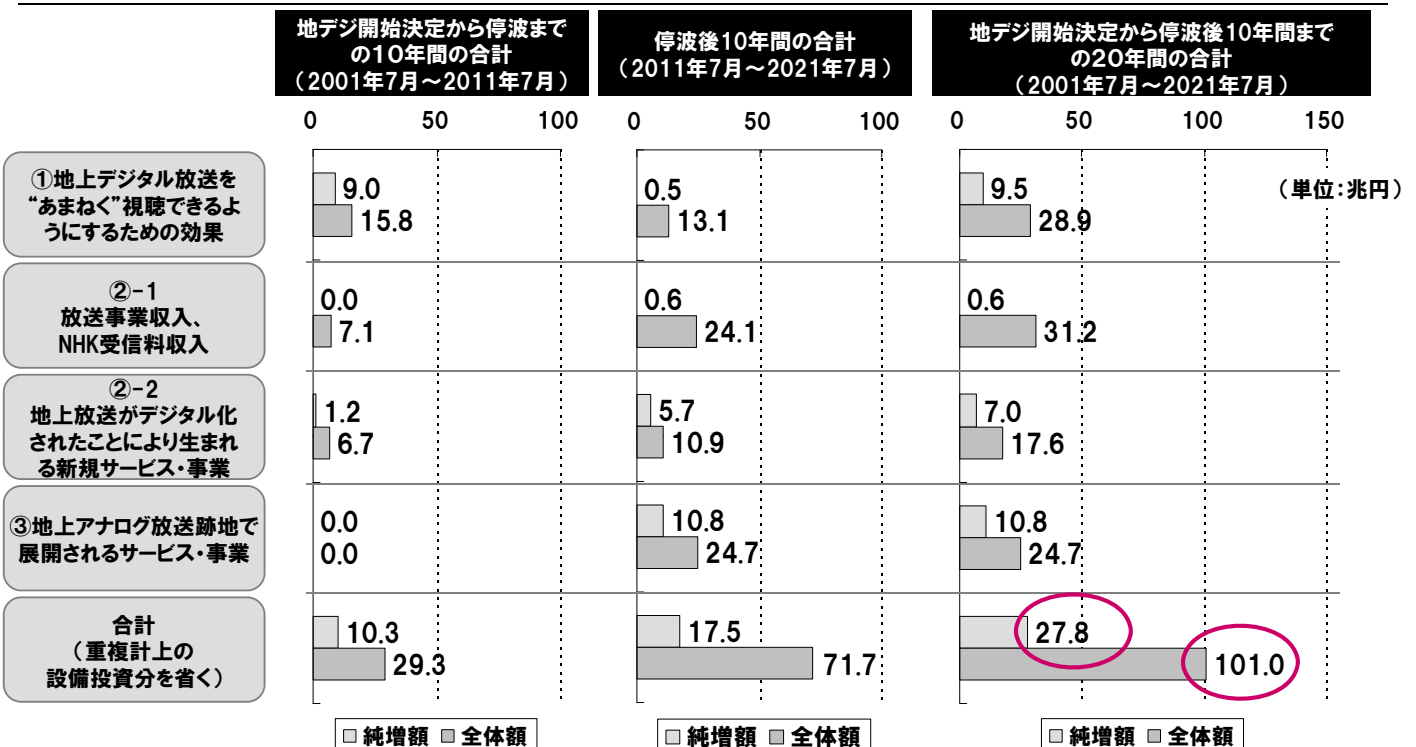 地デジ開始決定から停波まで
の10年間の合計
（2001年7月～2011年7月）
停波後10年間の合計
（2011年7月～2021年7月）
地デジ開始決定から停波後10年間まで
の20年間の合計
（2001年7月～2021年7月）
0 50 100
0 50 100
0 50 100 150
（単位：兆円）
①地上デジタル放送を
“あまねく”視聴できるよ
うにするための効果
9.0
15.8
0.5
13.1
9.5
28.9
②-1
放送事業収入、
NHK受信料収入
0.0
7.1
0.6
24.1
0.6
31.2
②-2
地上放送がデジタル化
されたことにより生まれ
る新規サービス・事業
1.2
6.7
5.7
10.9
7.0
17.6
③地上アナログ放送跡地で
展開されるサービス・事業
0.0
0.0
10.8
24.7
10.8
24.7
合計
（重複計上の
設備投資分を省く）
10.3
29.3
17.5
71.7
27.8
101.0
純増額 全体額
純増額 全体額
純増額 全体額